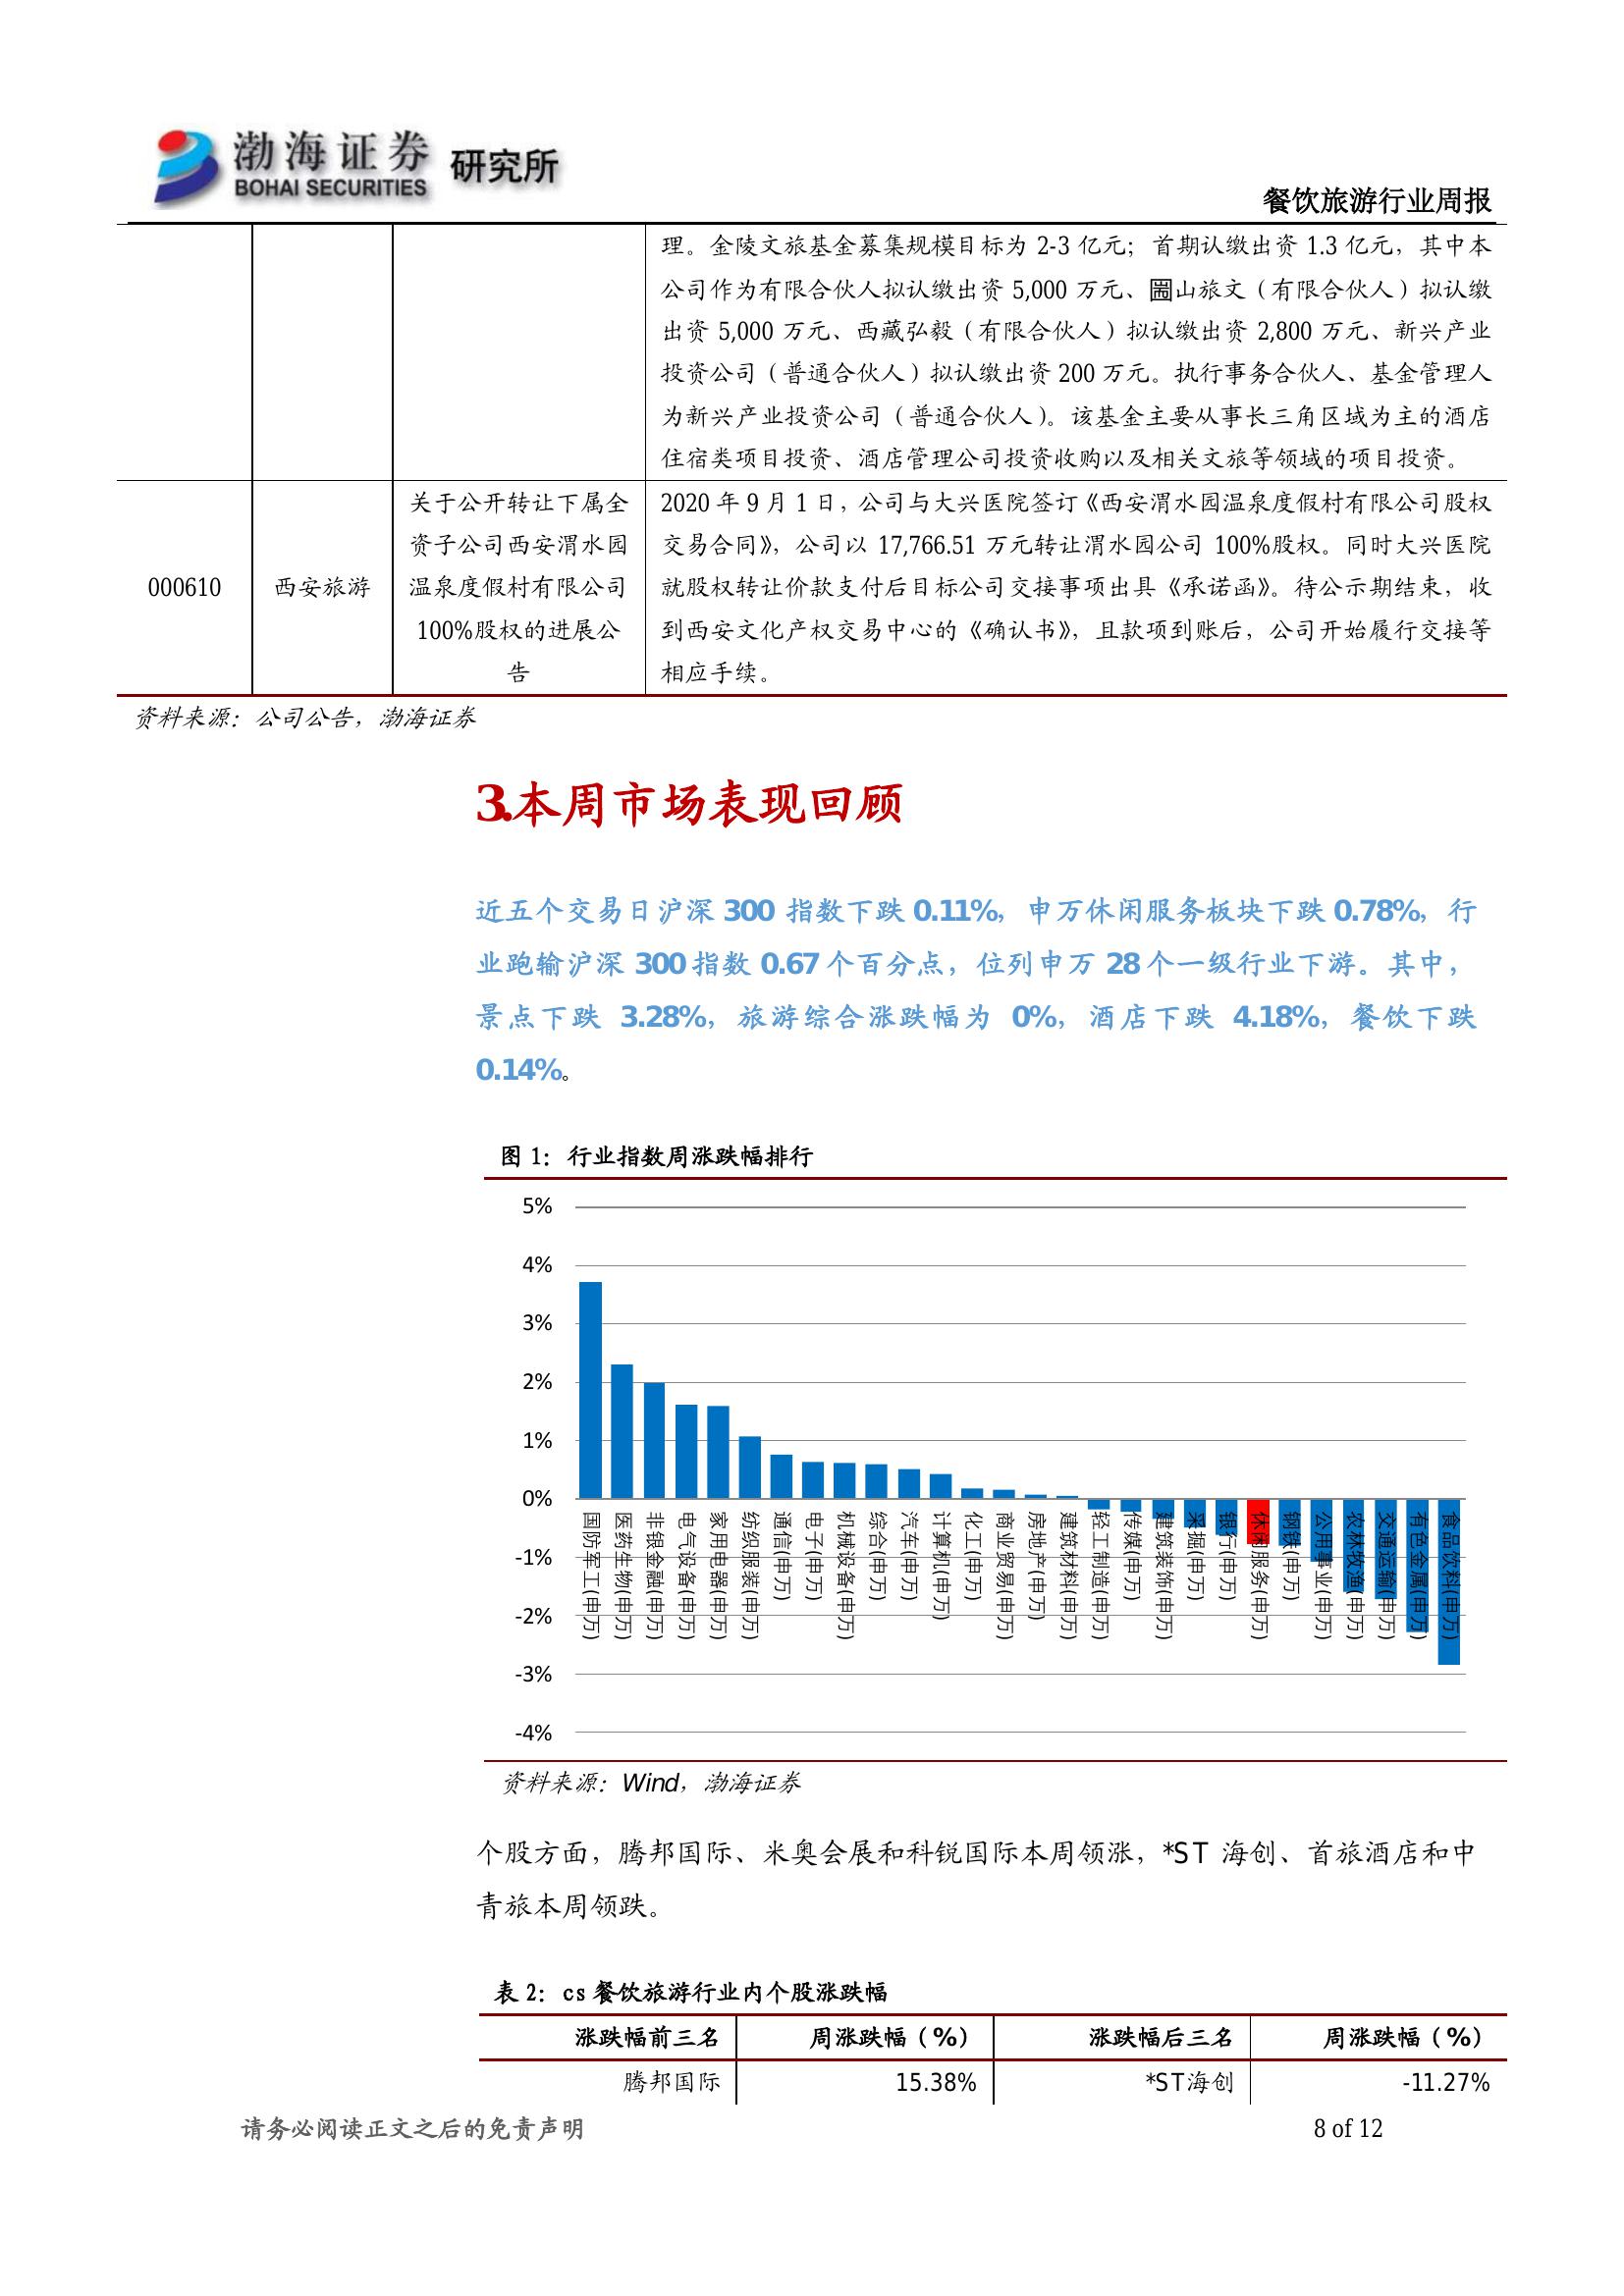 渤海证券 研究所
BOHAI SECURITIES
餐饮旅游行业周报
理。金陵文旅基金募集规模目标为 2-3 亿元；首期认缴出资 1.3 亿元，其中本
公司作为有限合伙人拟认缴出资 5,000 万元、圌山旅文（有限合伙人）拟认缴
出资 5,000 万元、西藏弘毅（有限合伙人）拟认缴出资 2,800 万元、新兴产业
投资公司（普通合伙人）拟认缴出资 200 万元。执行事务合伙人、基金管理人
为新兴产业投资公司（普通合伙人）。该基金主要从事长三角区域为主的酒店
住宿类项目投资、酒店管理公司投资收购以及相关文旅等领域的项目投资。
000610
西安旅游
关于公开转让下属全
资子公司西安渭水园
温泉度假村有限公司
100%股权的进展公
告
2020 年 9 月 1 日，公司与大兴医院签订《西安渭水园温泉度假村有限公司股权
交易合同》，公司以 17,766.51 万元转让渭水园公司 100%股权。同时大兴医院
就股权转让价款支付后目标公司交接事项出具《承诺函》。待公示期结束，收
到西安文化产权交易中心的《确认书》，且款项到账后，公司开始履行交接等
相应手续。
资料来源：公司公告，渤海证券
3.本周市场表现回顾
近五个交易日沪深 300 指数下跌 0.11%，申万休闲服务板块下跌 0.78%，行
业跑输沪深 300 指数 0.67 个百分点，位列申万 28 个一级行业下游。其中，
景点下跌 3.28%，旅游综合涨跌幅为 0%，酒店下跌 4.18%，餐饮下跌
0.14%。
图 1：行业指数周涨跌幅排行
5%
4%
3%
2%
1%
0%
-1%
-2%
-3%
-4%
国防军工(申万)
医药生物(申万)
非银金融(申万)
电气设备(申万)
家用电器(申万)
纺织服装(申万)
通信(申万)
电子(申万)
机械设备(申万)
综合(申万)
汽车(申万)
计算机(申万)
化工(申万)
商业贸易(申万)
房地产(申万)
建筑材料(申万)
轻工制造(申万)
传媒(申万)
建筑装饰(申万)
采掘(申万)
银行(申万)
休闲服务(申万)
钢铁(申万)
公用事业(申万)
农林牧渔(申万)
交通运输(申万)
有色金属(申万)
食品饮料(申万)
资料来源：Wind，渤海证券
个股方面，腾邦国际、米奥会展和科锐国际本周领涨，*ST 海创、首旅酒店和中
青旅本周领跌。
表 2：cs 餐饮旅游行业内个股涨跌幅
涨跌幅前三名 周涨跌幅（%） 涨跌幅后三名 周涨跌幅（%）
腾邦国际 15.38% *ST海创 -11.27%
请务必阅读正文之后的免责声明 8 of 12